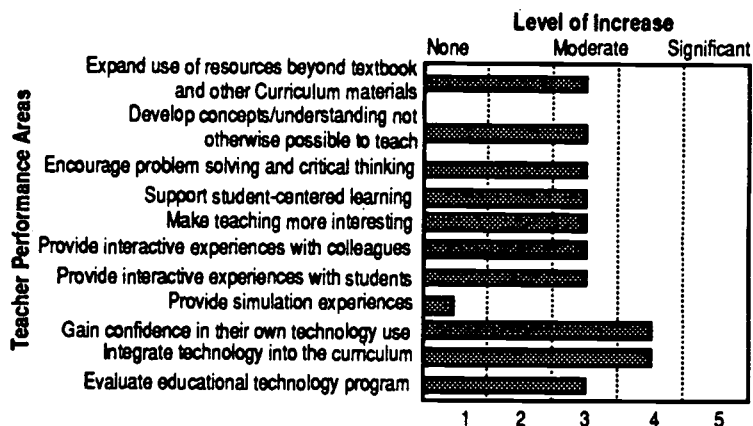 Level of Increase
None Moderate Significant
Teacher Performance Areas
Expand use of resources beyond textbook
and other Curriculum materials
Develop concepts/understanding not
otherwise possible to teach
Encourage problem solving and critical thinking
Support student-centered learning
Make teaching more interesting
Provide interactive experiences with colleagues
Provide interactive experiences with students
Provide simulation experiences
Gain confidence in their own technology use
Integrate technology into the curriculum
Evaluate educational technology program
1 2 3 4 5